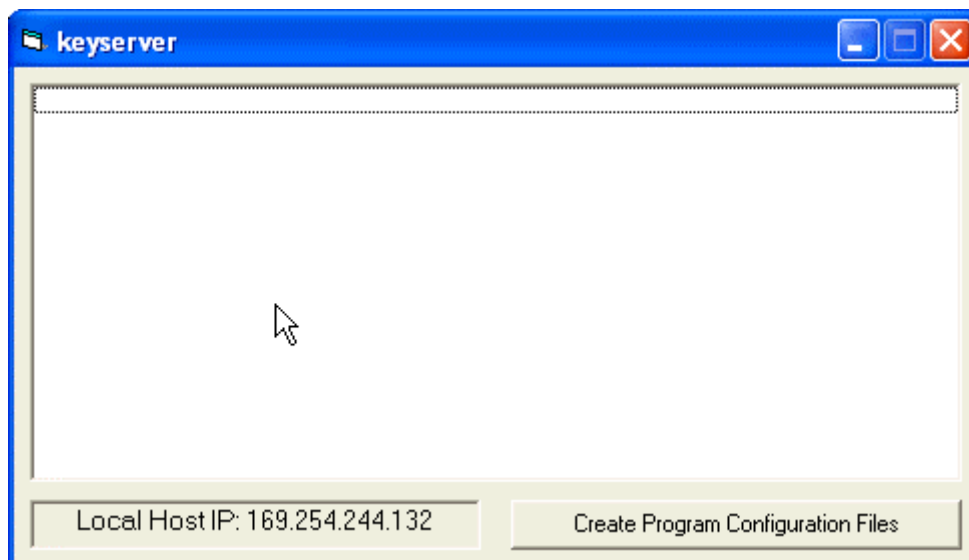 keyserver
Local Host IP: 169.254.244.132
Create Program Configuration Files